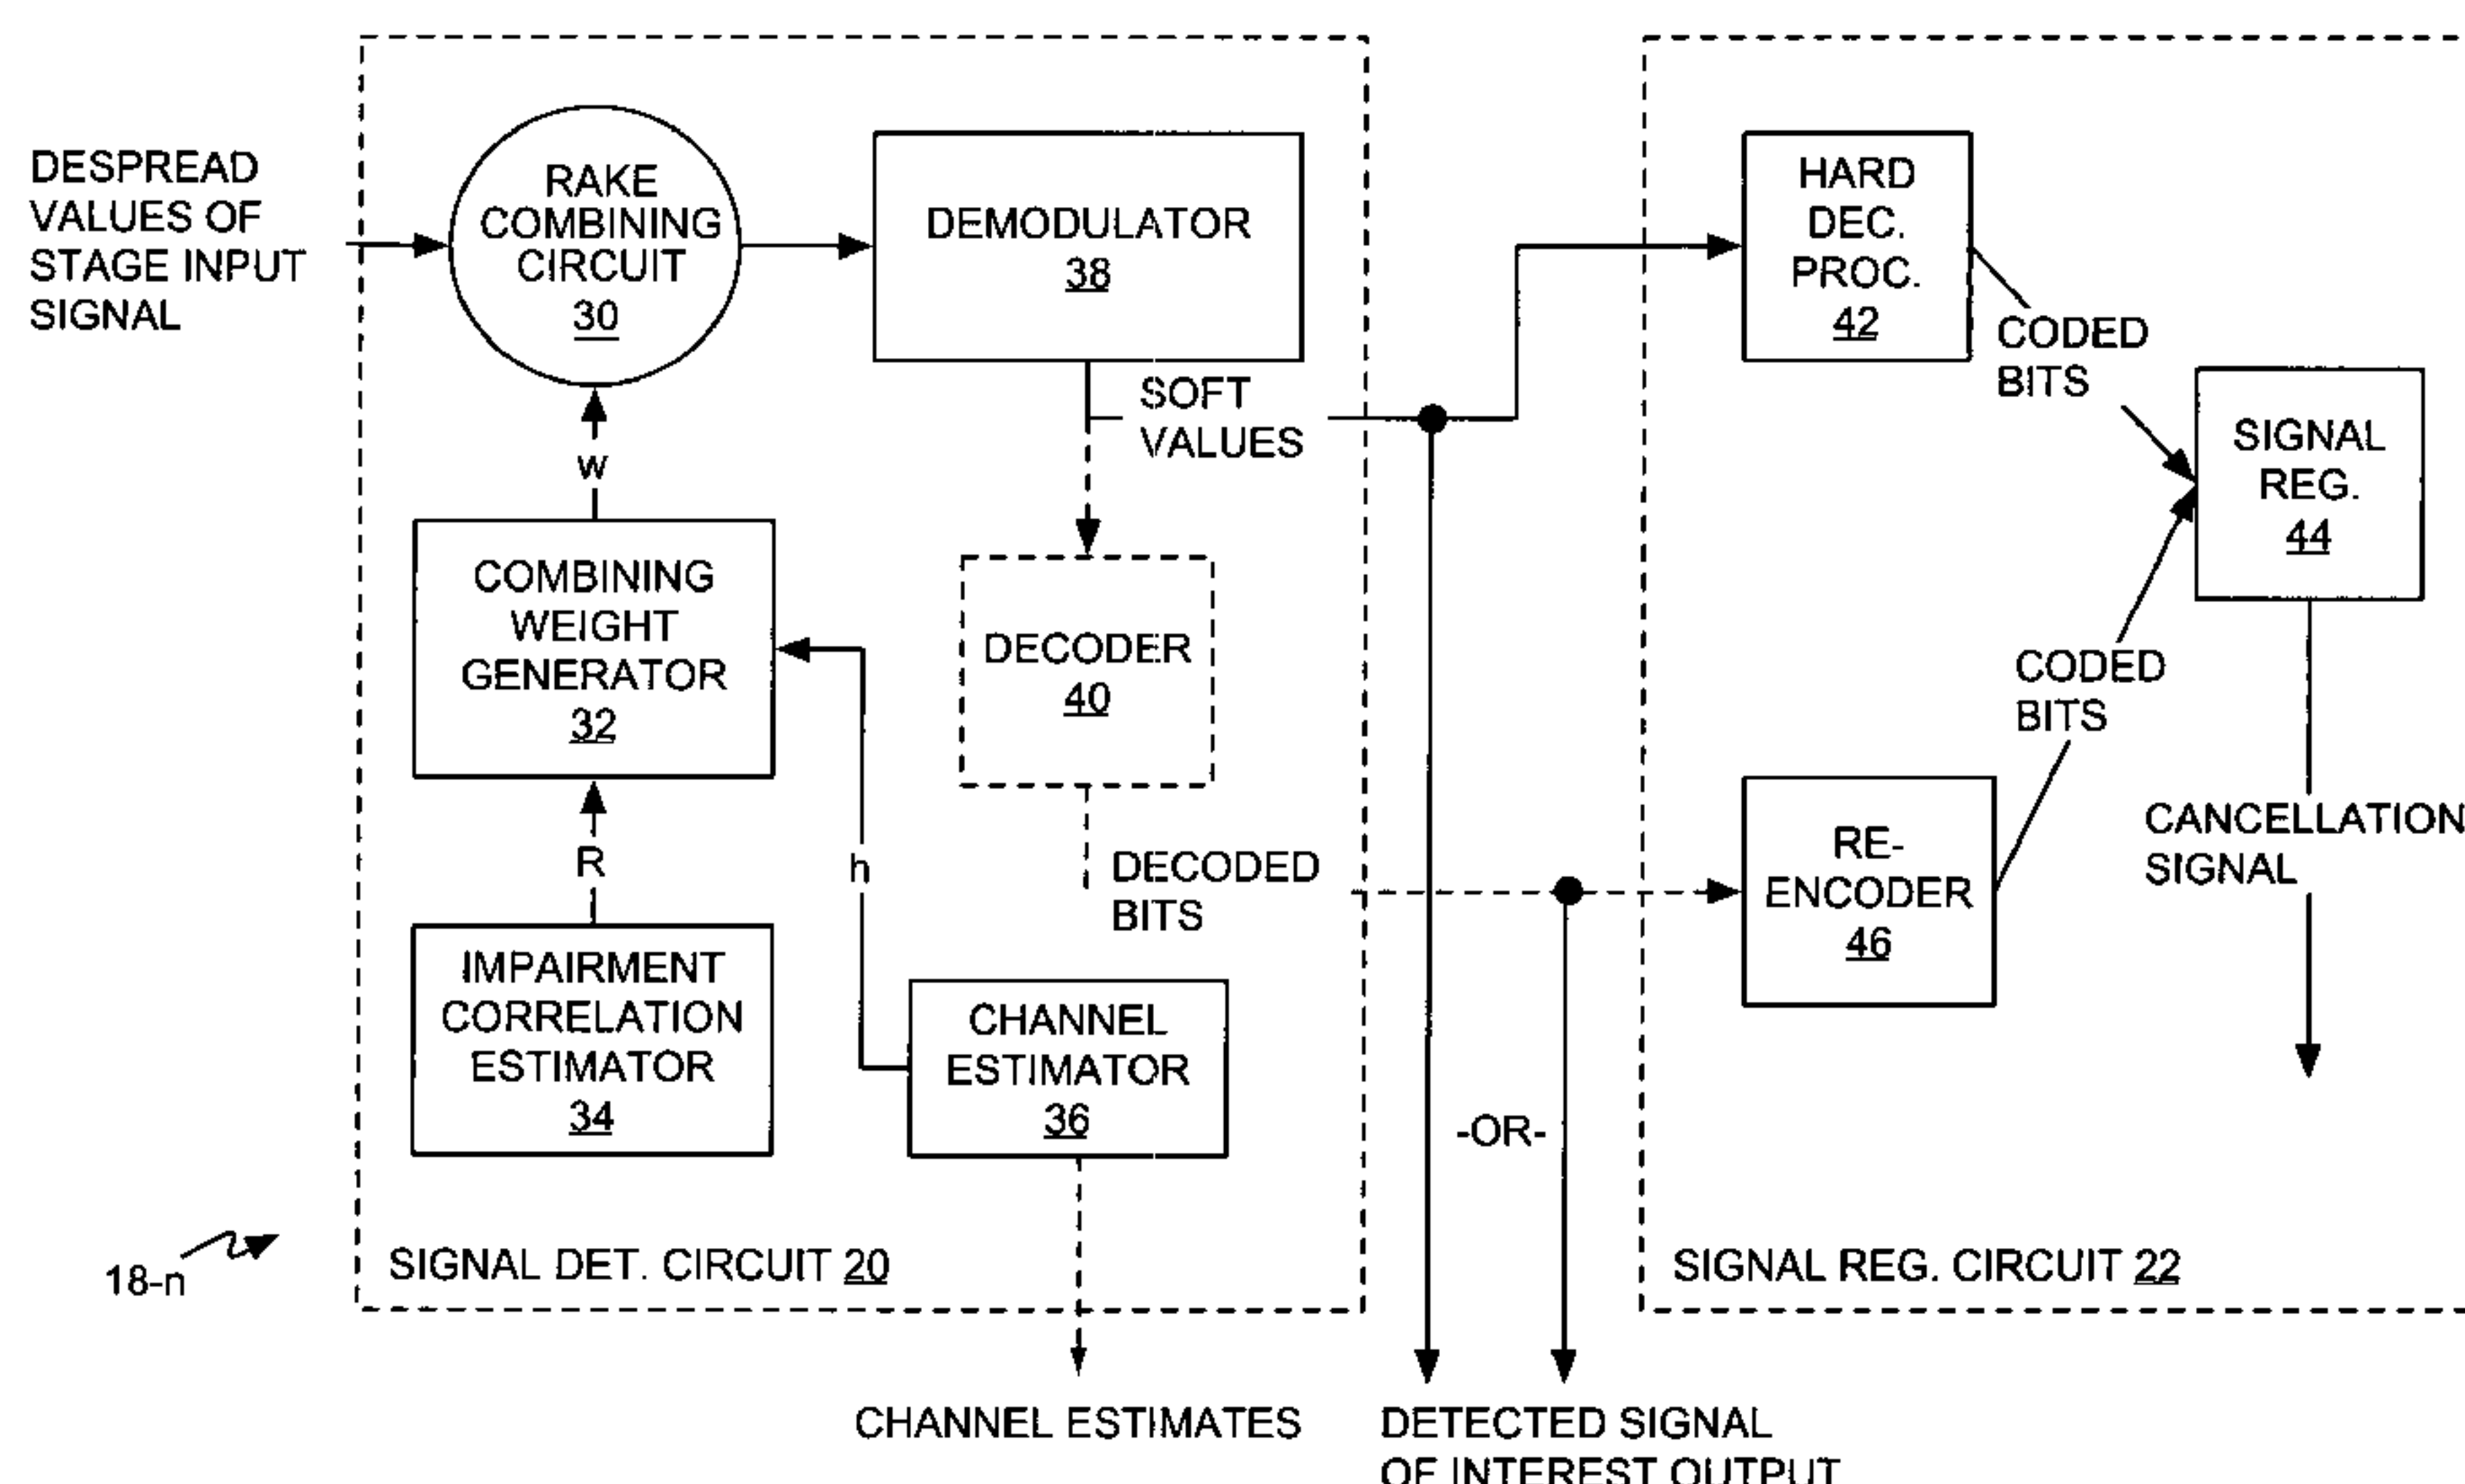 DESPREAD
VALUES OF
STAGE INPUT
SIGNAL
RAKE
COMBINING
CIRCUIT
30
DEMODULATOR
38
SOFT
VALUES
w
COMBINING
WEIGHT
GENERATOR
32
DECODER
40
R
h
DECODED
BITS
IMPAIRMENT
CORRELATION
ESTIMATOR
34
CHANNEL
ESTIMATOR
36
SIGNAL DET. CIRCUIT 20
18-n
CHANNEL ESTIMATES
-OR-
DETECTED SIGNAL
OF INTEREST OUTPUT
HARD
DEC.
PROC.
42
CODED
BITS
SIGNAL
REG.
44
CODED
BITS
RE-
ENCODER
46
CANCELLATION
SIGNAL
SIGNAL REG. CIRCUIT 22